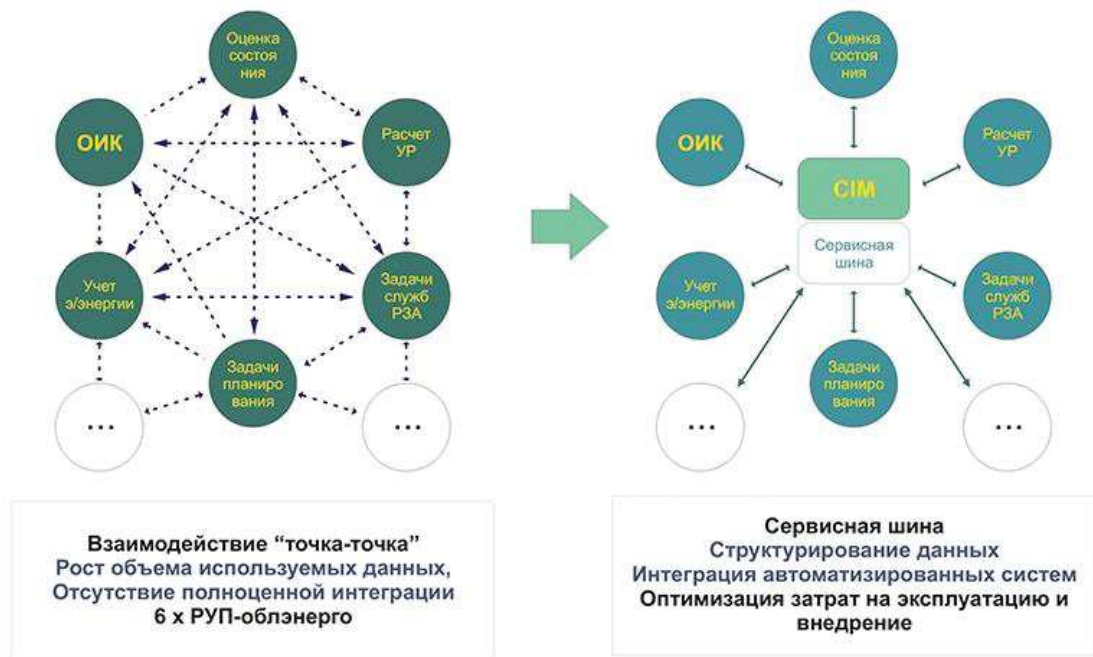 Оценка
состоя
ния
ОИК
Расчет
УР
Учет
э/энергии
Задачи
служб
РЗА
Задачи
планиро
вания
...
...
Взаимодействие “точка-точка”
Рост объема используемых данных,
Отсутствие полноценной интеграции
6 x РУП-облэнерго
Оценка
состоя
ния
ОИК
Расчет
УР
CIM
Сервисная
шина
Учет
э/энергии
Задачи
служб
РЗА
Задачи
планиро
вания
...
...
Сервисная шина
Структурирование данных
Интеграция автоматизированных систем
Оптимизация затрат на эксплуатацию и
внедрение